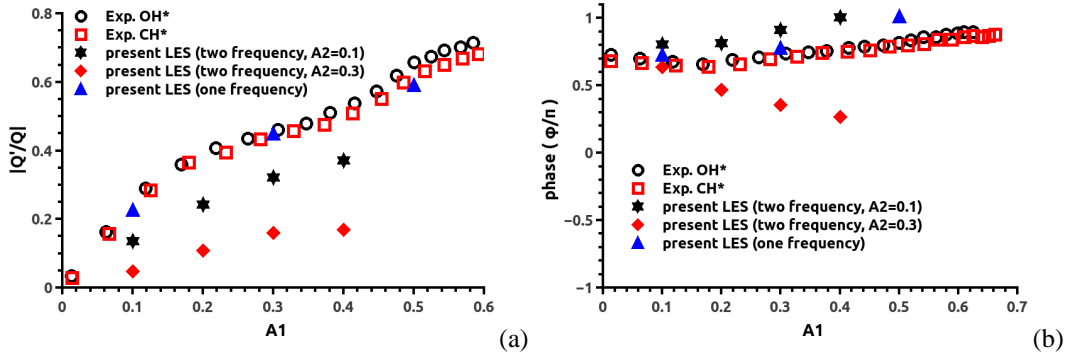 |Q'/Q|
0.8
0.6
0.4
0.2
0
Exp. OH*
Exp. CH*
present LES (two frequency, A2=0.1)
present LES (two frequency, A2=0.3)
present LES (one frequency)
0 0.1 0.2 0.3 0.4 0.5 0.6
A1
(a)
phase ( φ/π )
1
0.5
0
−0.5
−1
Exp. OH*
Exp. CH*
present LES (two frequency, A2=0.1)
present LES (two frequency, A2=0.3)
present LES (one frequency)
0 0.1 0.2 0.3 0.4 0.5 0.6 0.7
A1
(b)